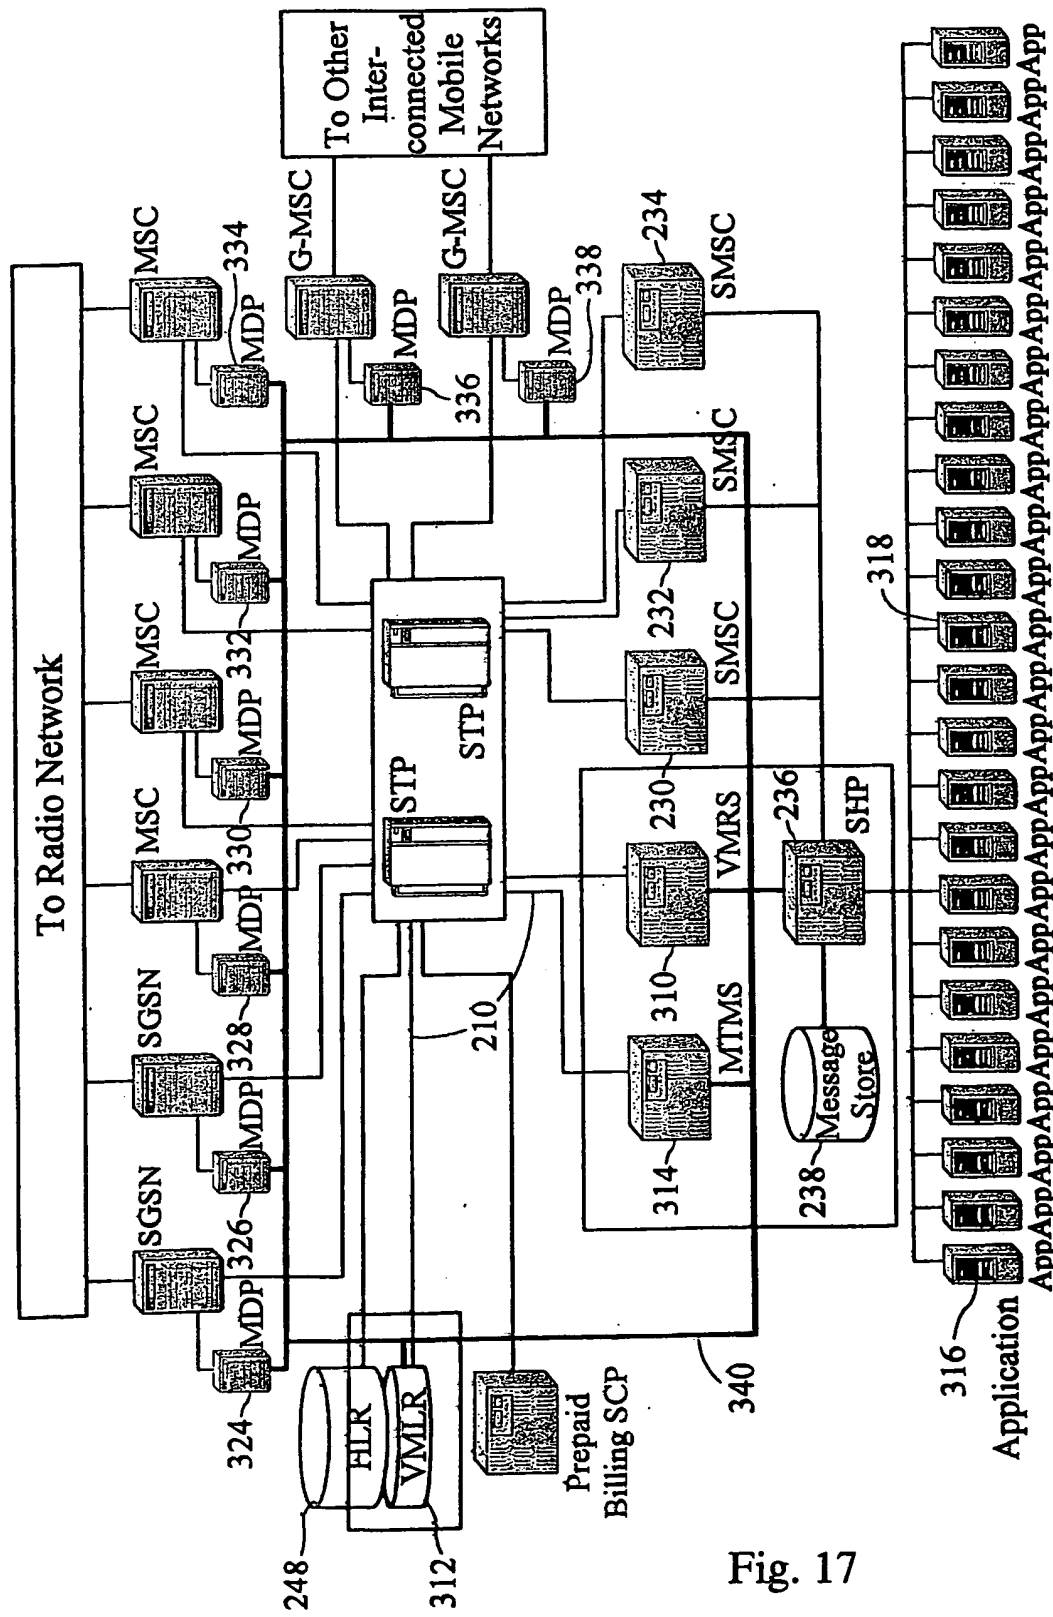 To Radio Network
SGSN
SGSN
MSC
MSC
MSC
MSC
MDP
MDP
MDP
MDP
MDP
MDP
324
326
328
330
332
334
G-MSC
G-MSC
To Other
Inter-
connected
Mobile
Networks
MDP
336
MDP
338
248
HLR
VMLR
312
Prepaid
Billing SCP
STP
STP
210
314
310
230
232
234
MTMS
VMRS
SMSC
SMSC
SMSC
340
238
Message
Store
236
SHP
316
318
Application
AppAppAppAppAppAppAppAppAppAppAppAppAppAppAppAppAppAppAppAppAppAppAppApp
Fig. 17